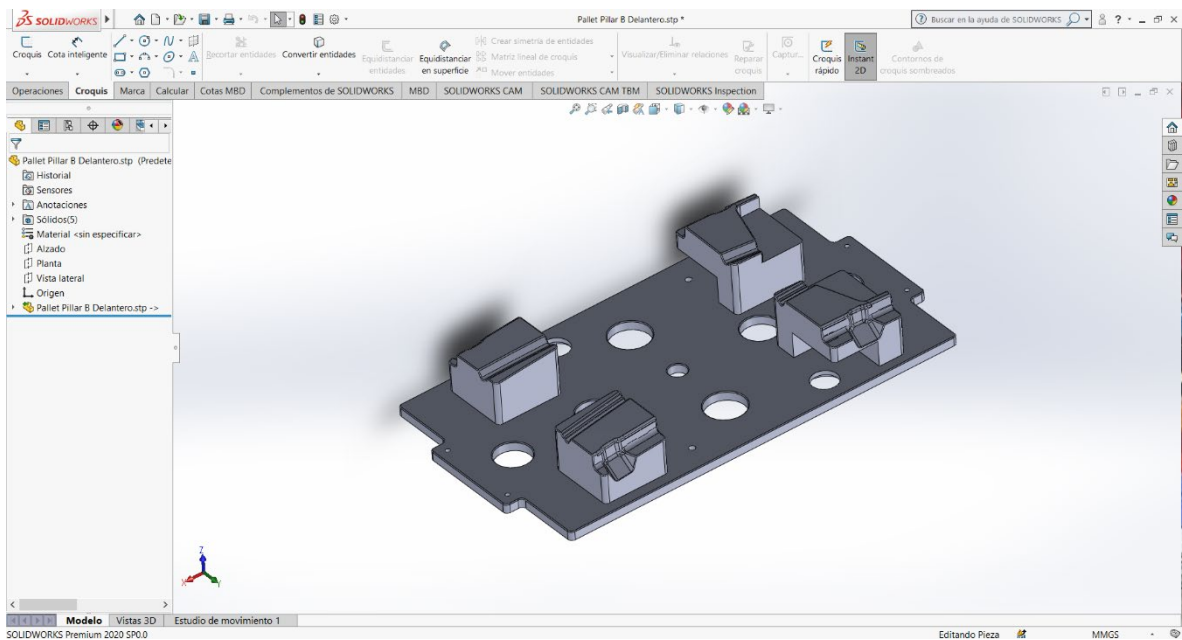 SOLIDWORKS
Pallet Pillar B Delantero.stp *
Buscar en la ayuda de SOLIDWORKS
Croquis
Cota inteligente
Recortar entidades
Convertir entidades
Equidistanciar entidades
Equidistanciar en superficie
Crear simetría de entidades
Matriz lineal de croquis
Mover entidades
Visualizar/Eliminar relaciones
Reparar croquis
Captur...
Croquis rápido
Instant 2D
Contornos de croquis sombreados
Operaciones Croquis Marca Calcular Cotas MBD Complementos de SOLIDWORKS MBD SOLIDWORKS CAM SOLIDWORKS CAM TBM SOLIDWORKS Inspection
Pallet Pillar B Delantero.stp (Predete
Historial
Sensores
Anotaciones
Sólidos(5)
Material <sin especificar>
Alzado
Planta
Vista lateral
Origen
Pallet Pillar B Delantero.stp ->
Z
X
Y
Modelo Vistas 3D Estudio de movimiento 1
SOLIDWORKS Premium 2020 SP0.0 Editando Pieza MMGS